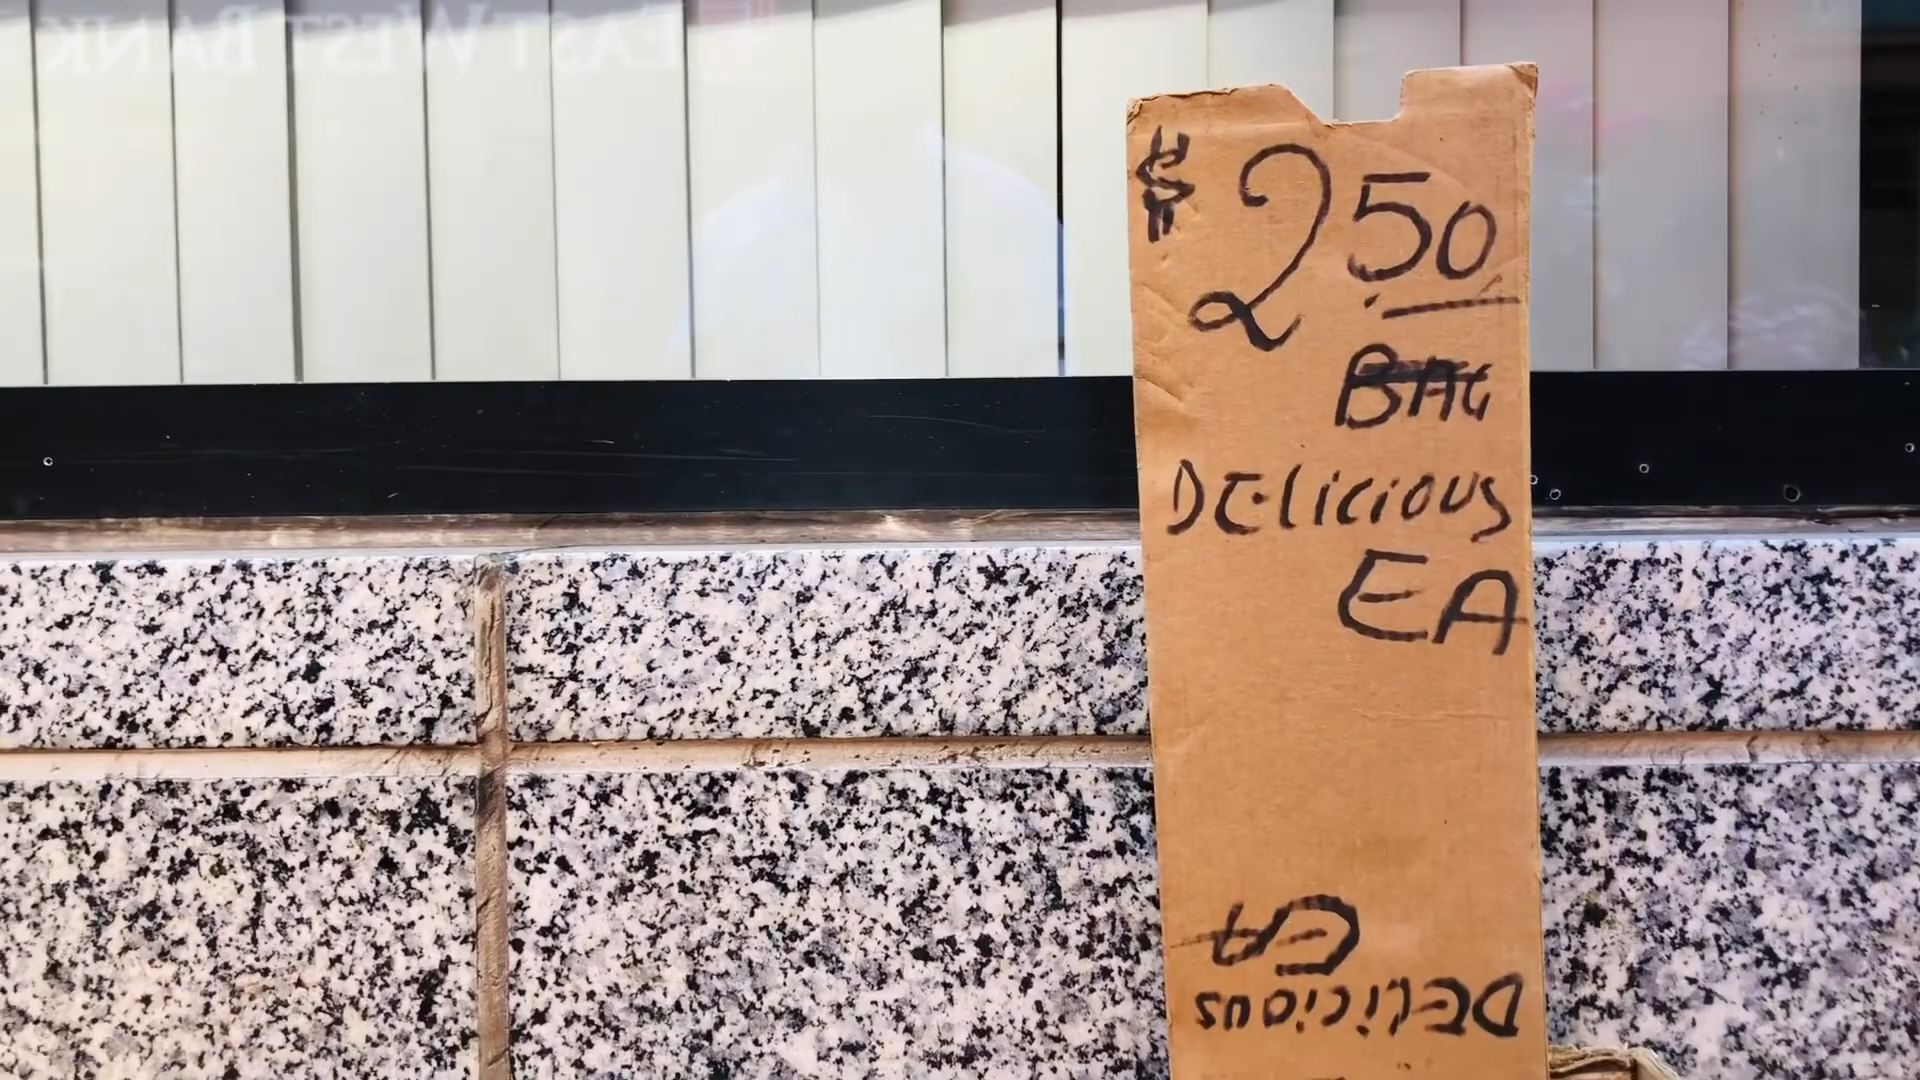 EAST WEST BANK
$2 50
BAG
DELiciOUS
EA
EA
DELiciOUS